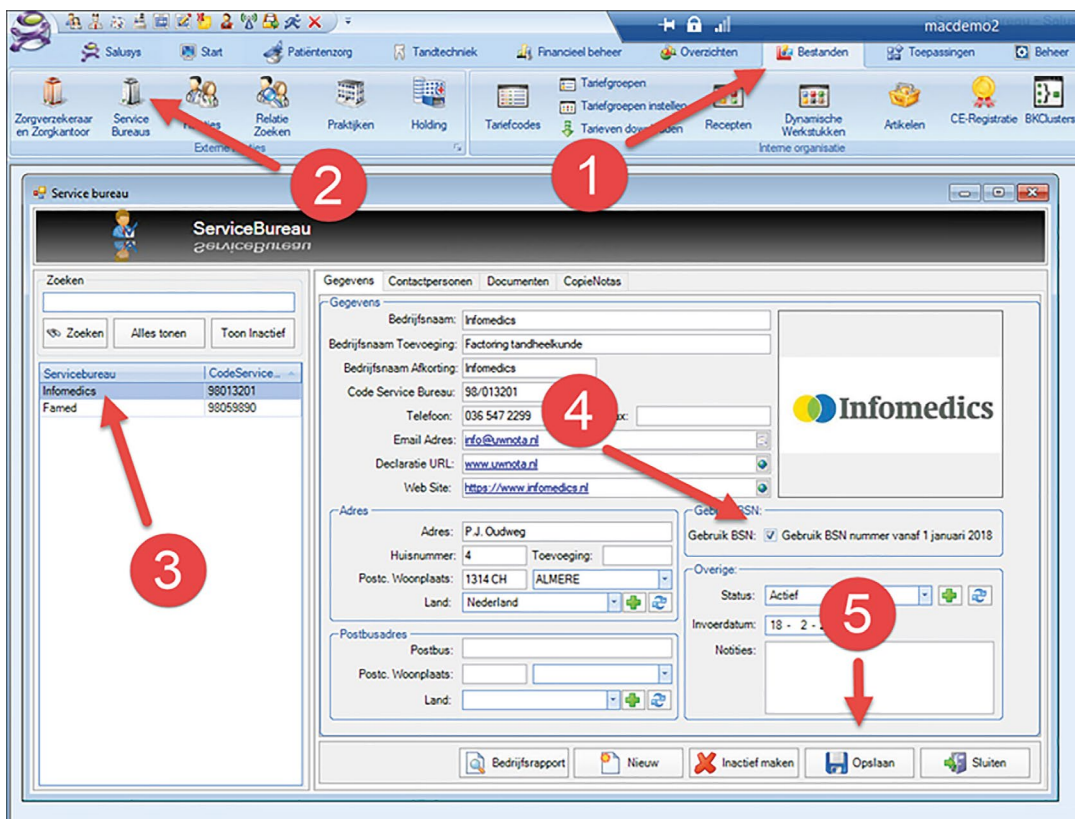 macdemo2
Salusys Start Patiëntenzorg Tandtechniek Financieel beheer Overzichten Bestanden Toepassingen Beheer
Zorgverzekeraar en Zorgkantoor
Service Bureaus
Relatie Zoeken
Praktijken
Holding
Tariefcodes
Tariefgroepen
Tariefgroepen instellen
Tarieven
Recepten
Dynamische Werkstukken
Artikelen
CE-Registratie
BKClusters
Externe
Interne organisatie
1
2
Service bureau
ServiceBureau
Zoeken
Zoeken Alles tonen Toon Inactief
Servicebureau CodeService...
Infomedics 98013201
Famed 98059890
3
Gegevens Contactpersonen Documenten CopieNotas
Gegevens
Bedrijfsnaam: Infomedics
Bedrijfsnaam Toevoeging: Factoring tandheelkunde
Bedrijfsnaam Afkorting: Infomedics
Code Service Bureau: 98/013201
Telefoon: 036 547 2299
Email Adres: info@uwnota.nl
Declaratie URL: www.uwnota.nl
Web Site: https://www.infomedics.nl
Infomedics
4
Adres
Adres: P.J. Oudweg
Huisnummer: 4 Toevoeging:
Postc. Woonplaats: 1314 CH ALMERE
Land: Nederland
Postbusadres
Postbus:
Postc. Woonplaats:
Land:
BSN:
Gebruik BSN: Gebruik BSN nummer vanaf 1 januari 2018
Overige:
Status: Actief
Invoerdatum: 18 - 2 -
Notities:
5
Bedrijfsrapport Nieuw Inactief maken Opslaan Sluiten